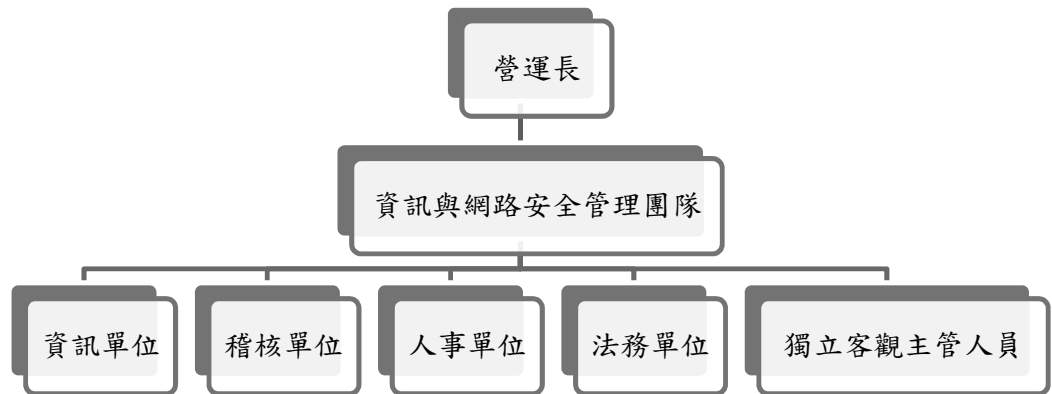 營運長
資訊與網路安全管理團隊
資訊單位
稽核單位
人事單位
法務單位
獨立客觀主管人員